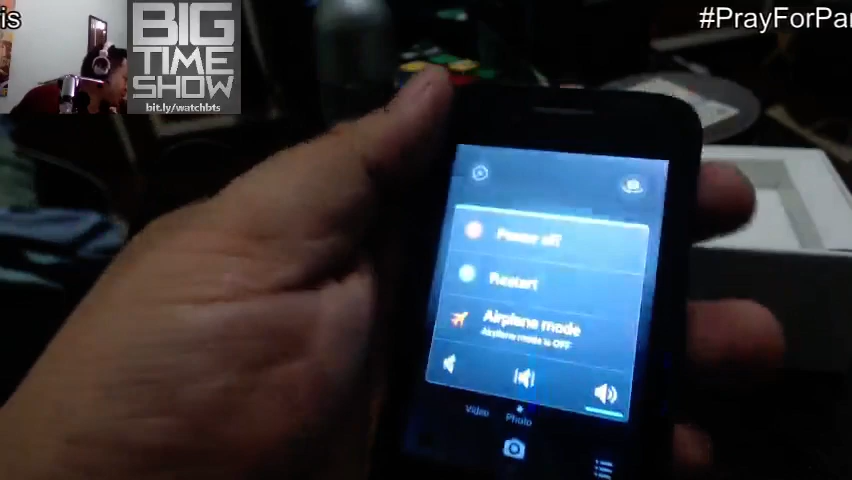 is
#PrayForPar
BIG
TIME
SHOW
bit.ly/watchbts
Power off
Restart
Airplane mode
Airplane mode is OFF
Video
Photo